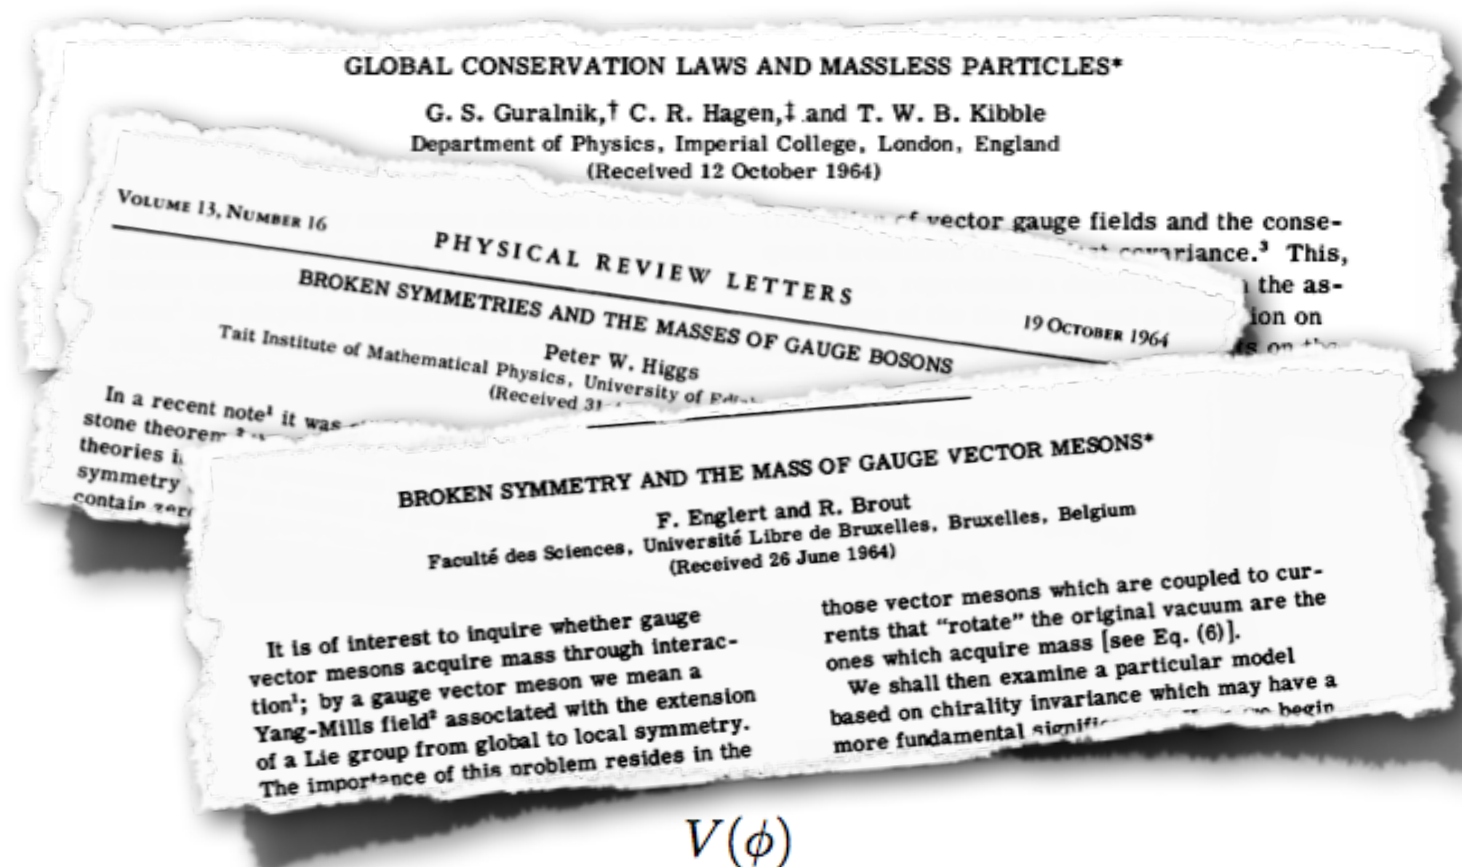 GLOBAL CONSERVATION LAWS AND MASSLESS PARTICLES*
G. S. Guralnik,† C. R. Hagen,‡ and T. W. B. Kibble
Department of Physics, Imperial College, London, England
(Received 12 October 1964)
of vector gauge fields and the conse-
covariance.³ This,
the as-
on
on
VOLUME 13, NUMBER 16
PHYSICAL REVIEW LETTERS
19 OCTOBER 1964
BROKEN SYMMETRIES AND THE MASSES OF GAUGE BOSONS
Peter W. Higgs
Tait Institute of Mathematical Physics, University of
(Received 31
In a recent note¹ it was
stone theorem
theories
symmetry
contain
BROKEN SYMMETRY AND THE MASS OF GAUGE VECTOR MESONS*
F. Englert and R. Brout
Faculté des Sciences, Université Libre de Bruxelles, Bruxelles, Belgium
(Received 26 June 1964)
It is of interest to inquire whether gauge
vector mesons acquire mass through interac-
tion¹; by a gauge vector meson we mean a
Yang-Mills field² associated with the extension
of a Lie group from global to local symmetry.
The importance of this problem resides in the
those vector mesons which are coupled to cur-
rents that “rotate” the original vacuum are the
ones which acquire mass [see Eq. (6)].
We shall then examine a particular model
based on chirality invariance which may have a
more fundamental begin
V(ϕ)